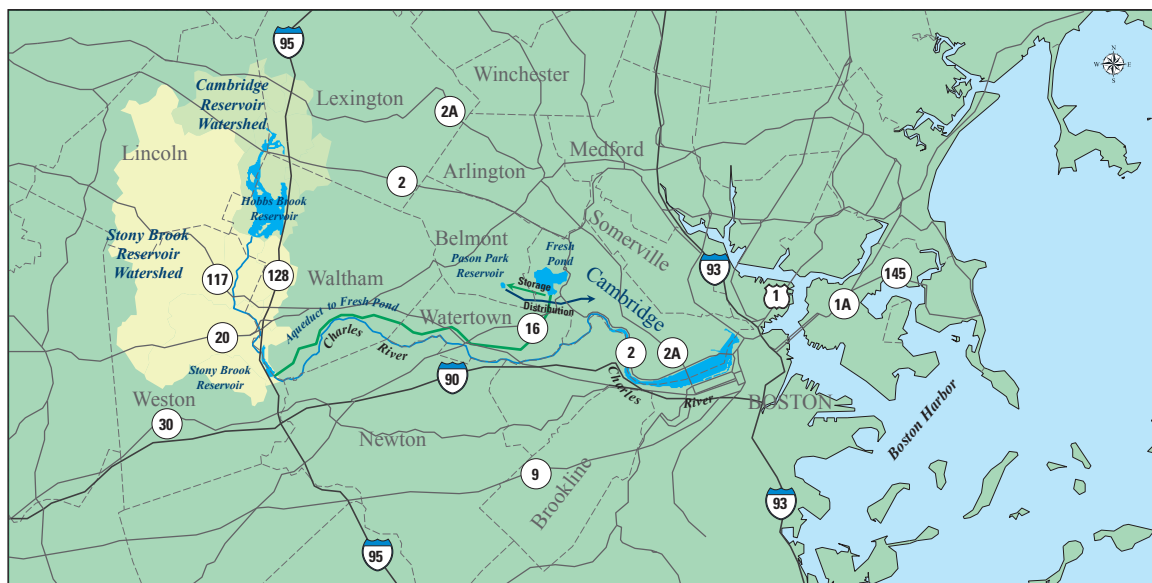 95
N
W
E
S
Winchester
Cambridge
Reservoir
Watershed
Lexington
2A
Lincoln
Medford
2
Arlington
Hobbs Brook
Reservoir
Somerville
Stony Brook
Reservoir
Watershed
Belmont
Pason Park
Reservoir
Fresh
Pond
93
145
117
128
Waltham
Storage
Cambridge
1
1A
Aqueduct to Fresh Pond
Distribution
Watertown
16
20
Charles
River
2
2A
Stony Brook
Reservoir
90
Charles
River
BOSTON
Weston
30
Newton
Boston Harbor
9
Brookline
93
95